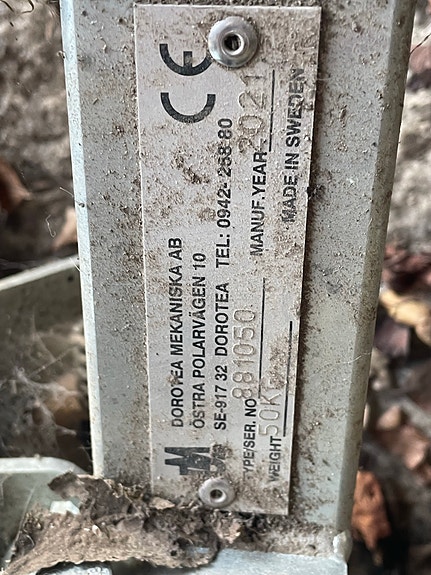 CE
DOROTEA MEKANISKA AB
ÖSTRA POLARVÄGEN 10
SE-917 32 DOROTEA TEL: 0942-258 80
TYPE/SER. NO 881050 MANUF.YEAR 2021
WEIGHT 50K MADE IN SWEDEN